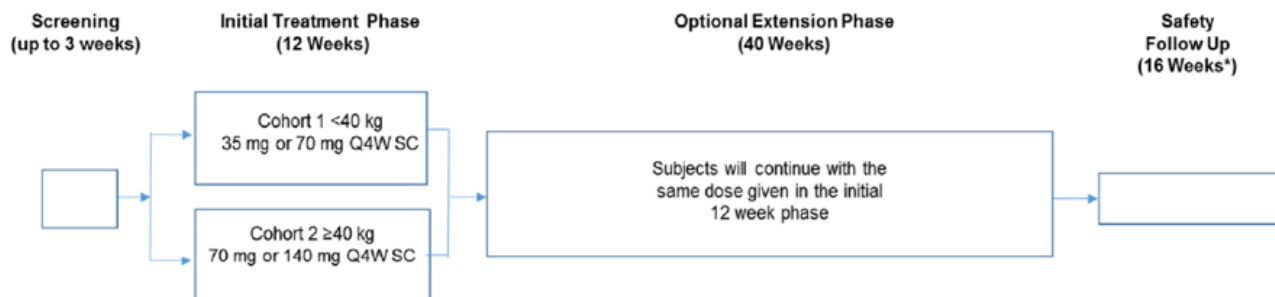 Screening
(up to 3 weeks)
Initial Treatment Phase
(12 Weeks)
Optional Extension Phase
(40 Weeks)
Safety
Follow Up
(16 Weeks*)
Cohort 1 <40 kg
35 mg or 70 mg Q4W SC
Cohort 2 ≥40 kg
70 mg or 140 mg Q4W SC
Subjects will continue with the
same dose given in the initial
12 week phase